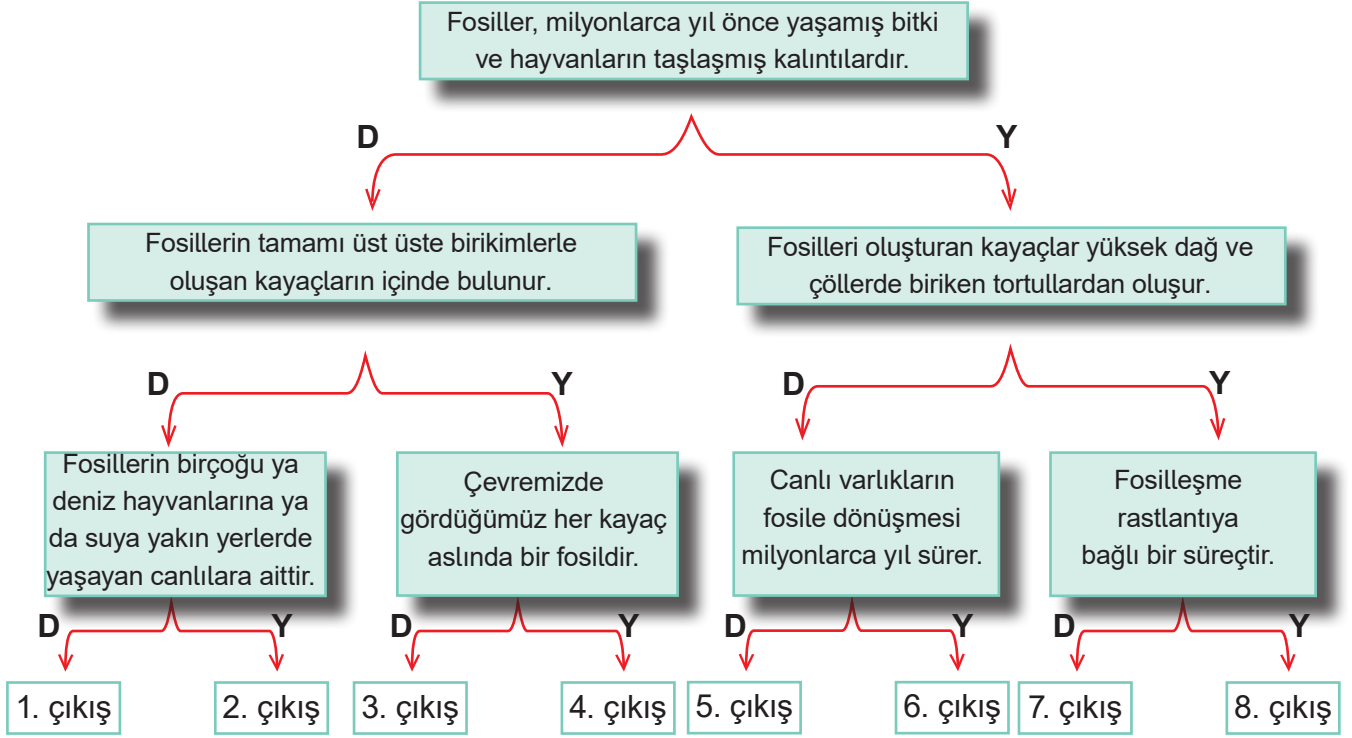 Fosiller, milyonlarca yıl önce yaşamış bitki
ve hayvanların taşlaşmış kalıntılardır.
D
Y
Fosillerin tamamı üst üste birikimlerle
oluşan kayaçların içinde bulunur.
Fosilleri oluşturan kayaçlar yüksek dağ ve
çöllerde biriken tortullardan oluşur.
D
Y
D
Y
Fosillerin birçoğu ya
deniz hayvanlarına ya
da suya yakın yerlerde
yaşayan canlılara aittir.
Çevremizde
gördüğümüz her kayaç
aslında bir fosildir.
Canlı varlıkların
fosile dönüşmesi
milyonlarca yıl sürer.
Fosilleşme
rastlantıya
bağlı bir süreçtir.
D
Y
D
Y
D
Y
D
Y
1. çıkış
2. çıkış
3. çıkış
4. çıkış
5. çıkış
6. çıkış
7. çıkış
8. çıkış